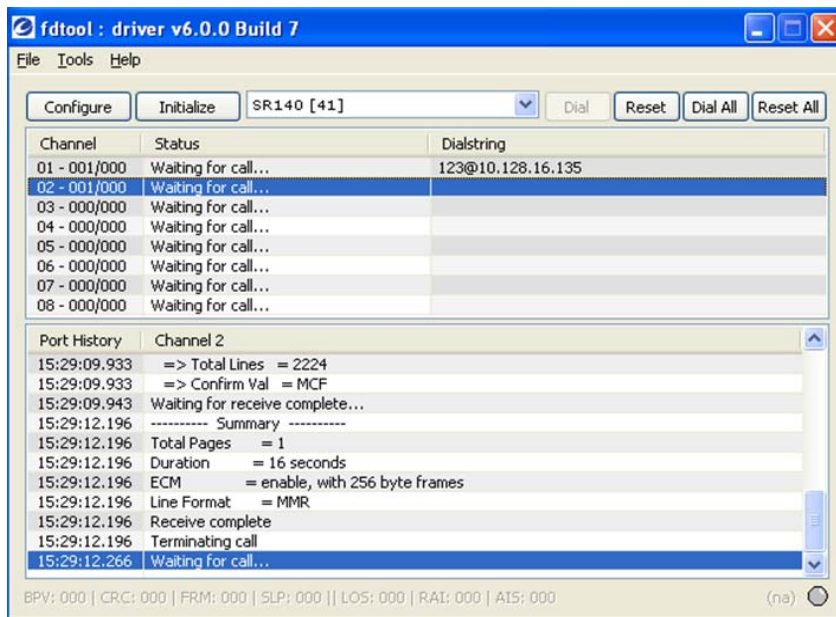 fdtool : driver v6.0.0 Build 7
File Tools Help
Configure Initialize SR140 [41] Dial Reset Dial All Reset All
Channel Status Dialstring
01 - 001/000 Waiting for call... 123@10.128.16.135
02 - 001/000 Waiting for call...
03 - 000/000 Waiting for call...
04 - 000/000 Waiting for call...
05 - 000/000 Waiting for call...
06 - 000/000 Waiting for call...
07 - 000/000 Waiting for call...
08 - 000/000 Waiting for call...
Port History Channel 2
15:29:09.933 => Total Lines = 2224
15:29:09.933 => Confirm Val = MCF
15:29:09.943 Waiting for receive complete...
15:29:12.196 ---------- Summary ----------
15:29:12.196 Total Pages = 1
15:29:12.196 Duration = 16 seconds
15:29:12.196 ECM = enable, with 256 byte frames
15:29:12.196 Line Format = MMR
15:29:12.196 Receive complete
15:29:12.196 Terminating call
15:29:12.266 Waiting for call...
BPV: 000 | CRC: 000 | FRM: 000 | SLP: 000 || LOS: 000 | RAI: 000 | AIS: 000 (na)